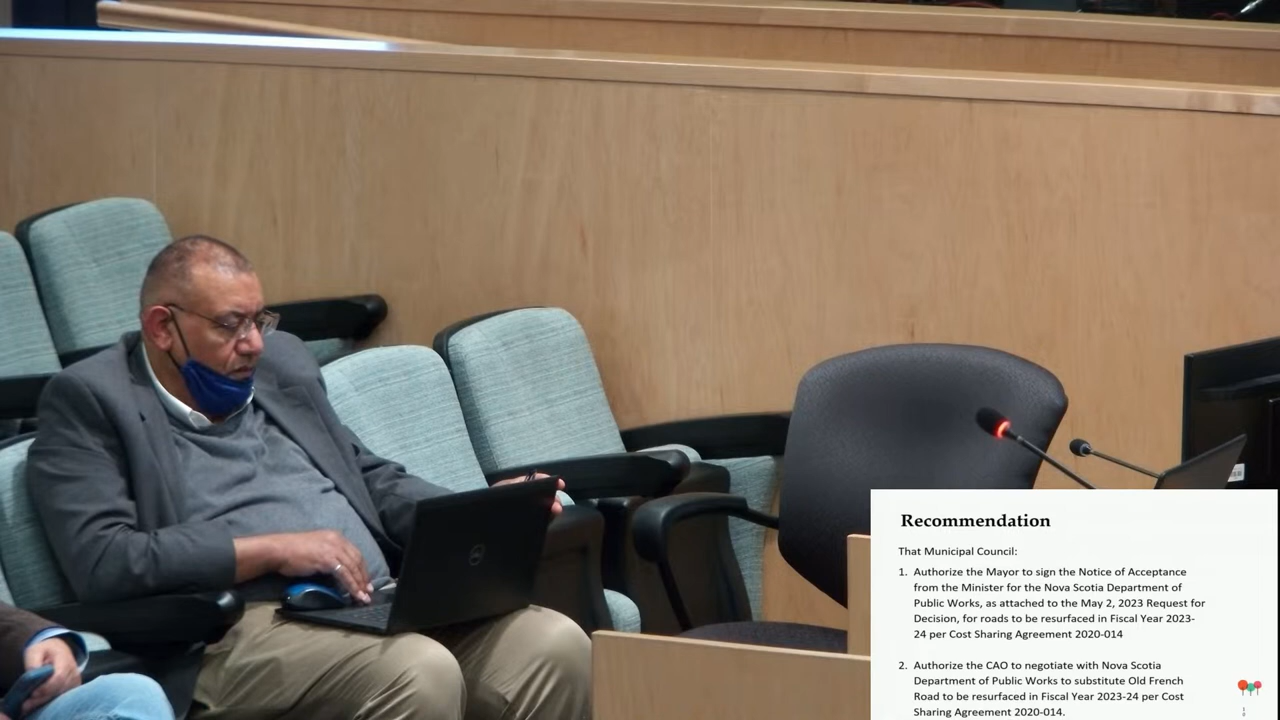 Recommendation
That Municipal Council:
1. Authorize the Mayor to sign the Notice of Acceptance
from the Minister for the Nova Scotia Department of
Public Works, as attached to the May 2, 2023 Request for
Decision, for roads to be resurfaced in Fiscal Year 2023-
24 per Cost Sharing Agreement 2020-014
2. Authorize the CAO to negotiate with Nova Scotia
Department of Public Works to substitute Old French
Road to be resurfaced in Fiscal Year 2023-24 per Cost
Sharing Agreement 2020-014.